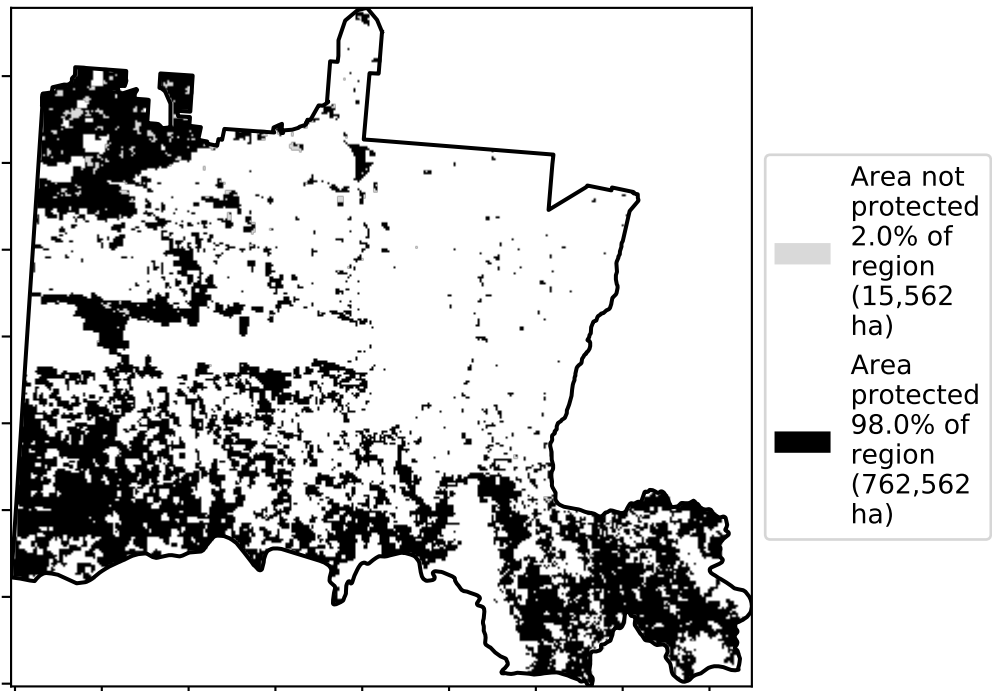 Area not
protected
2.0% of
region
(15,562
ha)
Area
protected
98.0% of
region
(762,562
ha)